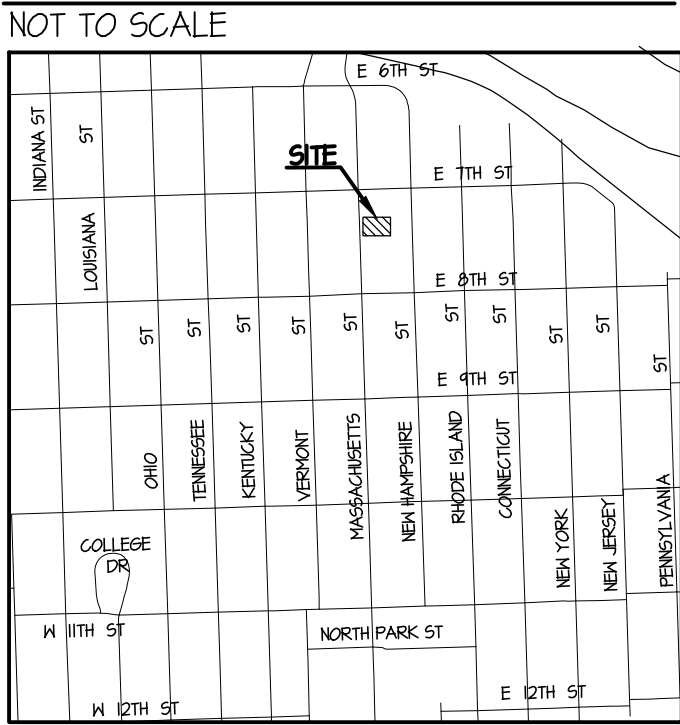 NOT TO SCALE
E 6TH ST
INDIANA ST
LOUISIANA ST
SITE
E 7TH ST
E 8TH ST
OHIO ST
TENNESSEE ST
KENTUCKY ST
VERMONT ST
MASSACHUSETTS ST
NEW HAMPSHIRE ST
RHODE ISLAND ST
CONNECTICUT ST
NEW YORK ST
NEW JERSEY ST
PENNSYLVANIA ST
E 9TH ST
COLLEGE
DR
W 11TH ST
NORTH PARK ST
W 12TH ST
E 12TH ST